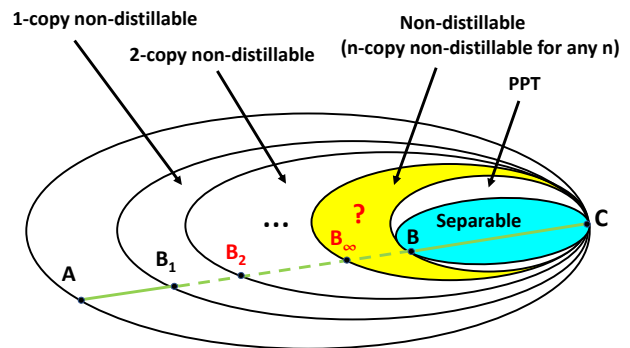 1-copy non-distillable
2-copy non-distillable
Non-distillable
(n-copy non-distillable for any n)
PPT
...
?
Separable
C
B
B∞
B2
B1
A